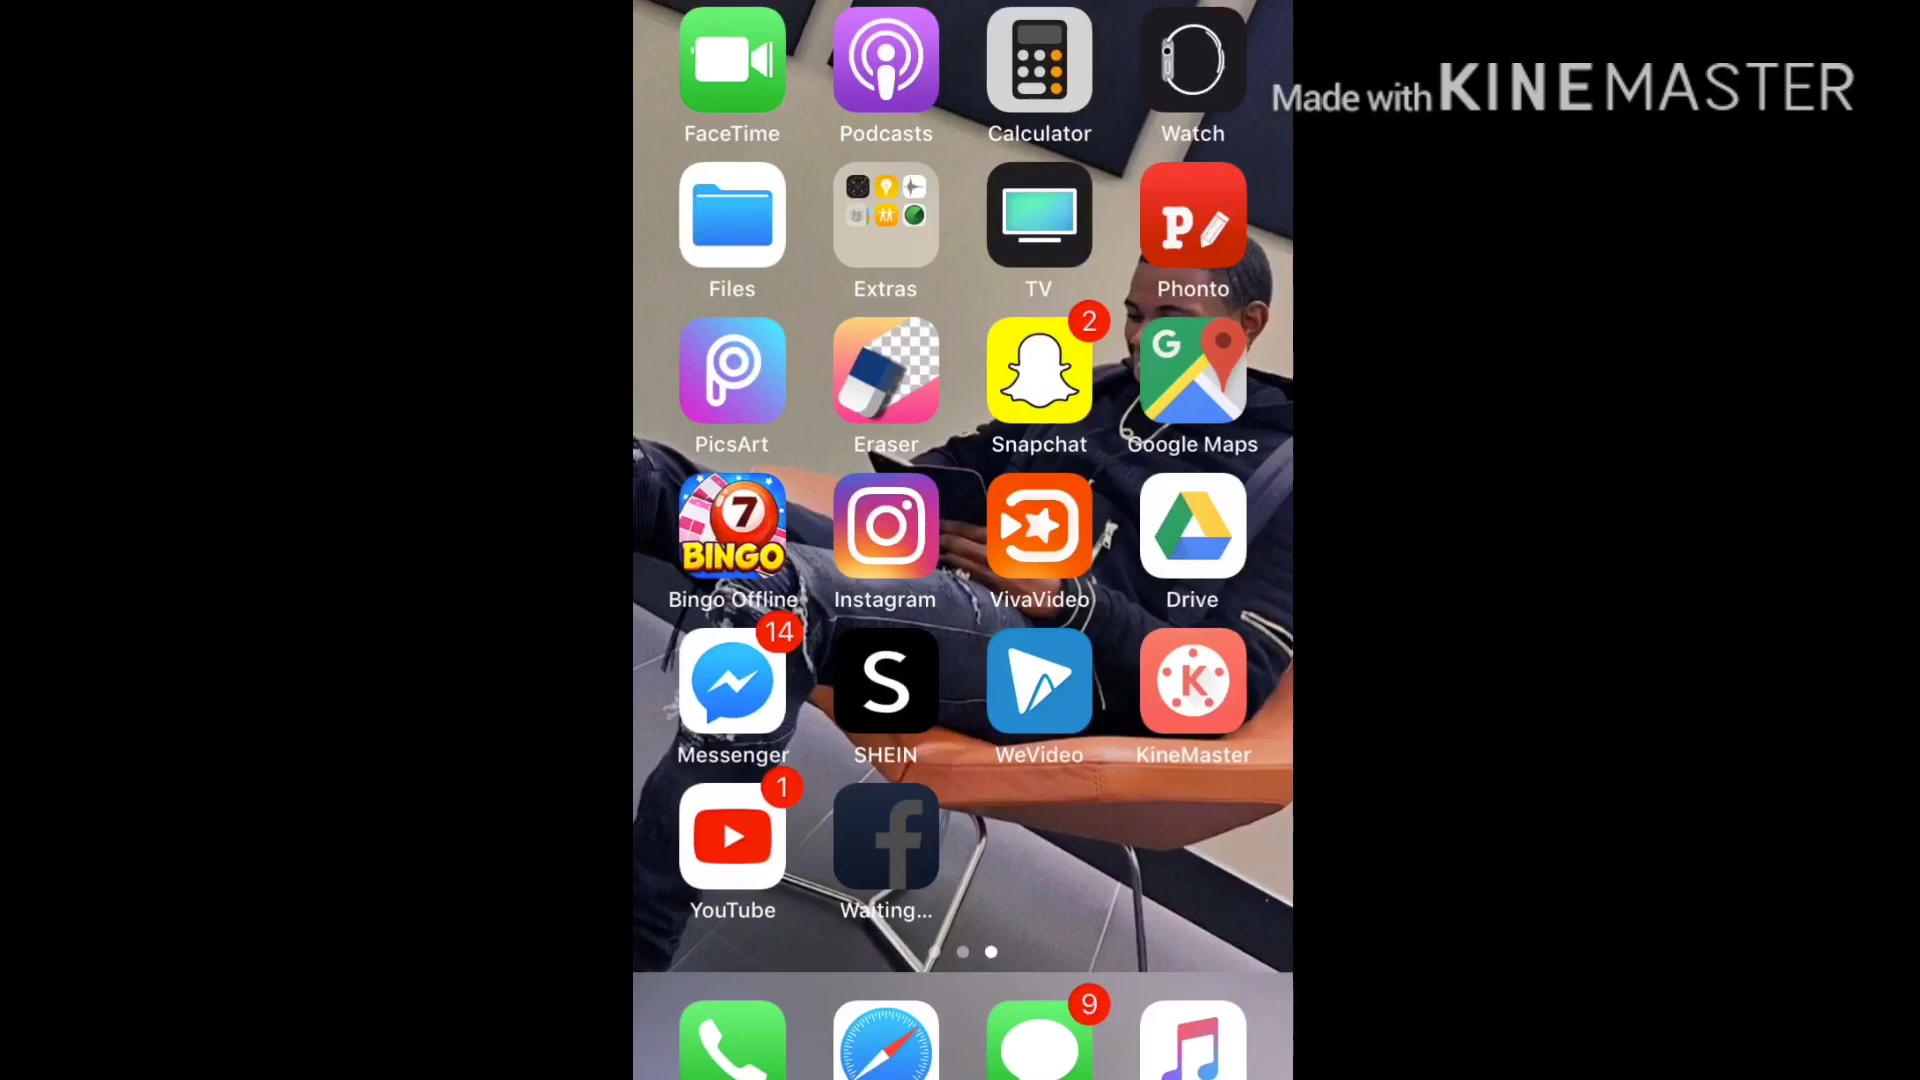 Made with KINEMASTER
FaceTime Podcasts Calculator Watch
P
Files Extras TV Phonto
2
G
PicsArt Eraser Snapchat Google Maps
7
BINGO
Bingo Offline Instagram VivaVideo Drive
14
S K
Messenger SHEIN WeVideo KineMaster
1
f
YouTube Waiting...
9